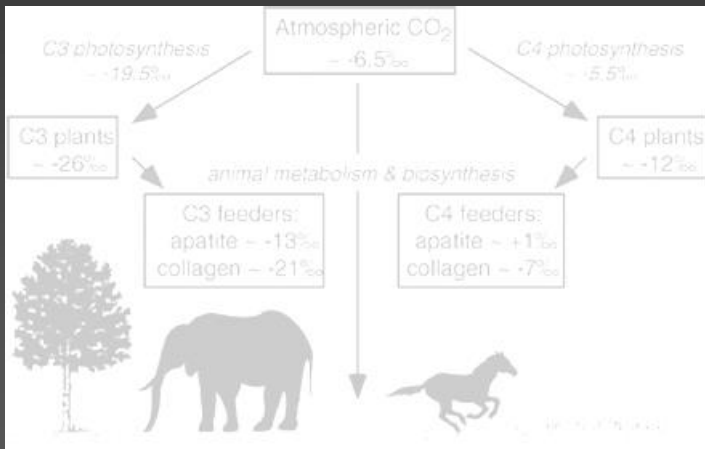 Atmospheric CO₂
~ -6.5‰
C3 photosynthesis
~ -19.5‰
C4 photosynthesis
~ -5.5‰
C3 plants
~ -26‰
C4 plants
~ -12‰
animal metabolism & biosynthesis
C3 feeders:
apatite ~ -13‰
collagen ~ -21‰
C4 feeders:
apatite ~ +1‰
collagen ~ -7‰